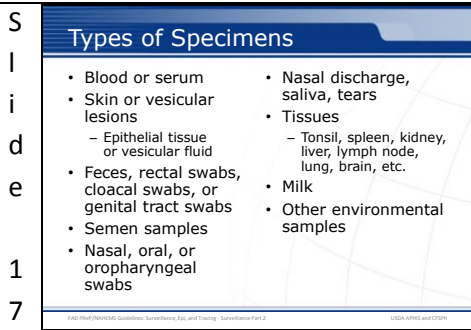 S
l
i
d
e
1
7
Types of Specimens
• Blood or serum
• Skin or vesicular
lesions
– Epithelial tissue
or vesicular fluid
• Feces, rectal swabs,
cloacal swabs, or
genital tract swabs
• Semen samples
• Nasal, oral, or
oropharyngeal
swabs
• Nasal discharge,
saliva, tears
• Tissues
– Tonsil, spleen, kidney,
liver, lymph node,
lung, brain, etc.
• Milk
• Other environmental
samples
FAD PReP/NAHEMS Guidelines: Surveillance, Epi, and Tracing - Surveillance Part 2
USDA APHIS and CFSPH